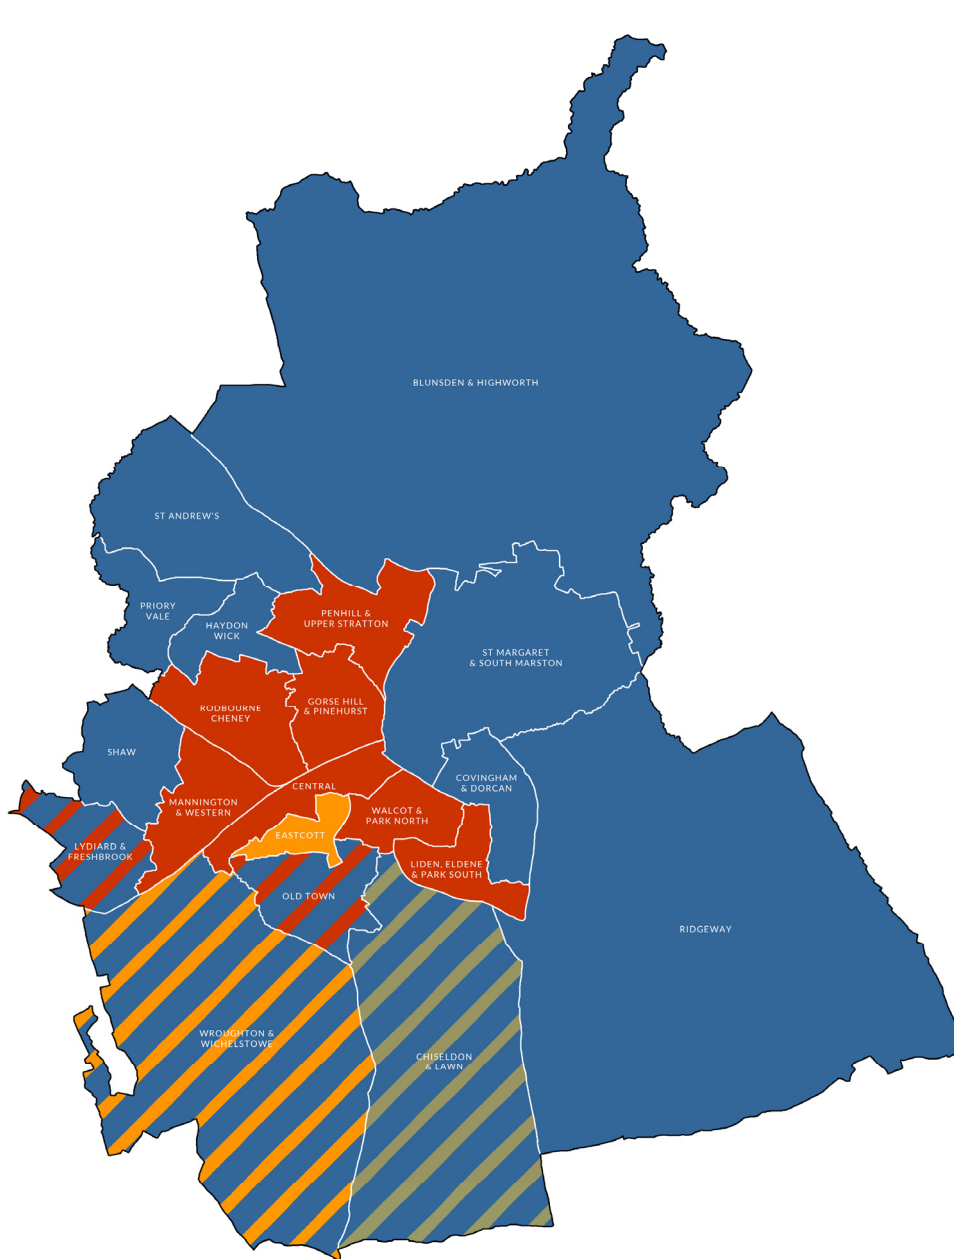 BLUNSDEN & HIGHWORTH
ST ANDREW'S
PRIORY
VALE
HAYDON
WICK
PENHILL &
UPPER STRATTON
ST MARGARET
& SOUTH MARSTON
RODBOURNE
CHENEY
GORSE HILL
& PINEHURST
SHAW
COVINGHAM
& DORCAN
CENTRAL
MANNINGTON
& WESTERN
WALCOT &
PARK NORTH
EASTCOTT
LYDIARD &
FRESHBROOK
LIDEN, ELDENE
& PARK SOUTH
OLD TOWN
RIDGEWAY
WROUGHTON &
WICHELSTOWE
CHISELDON
& LAWN